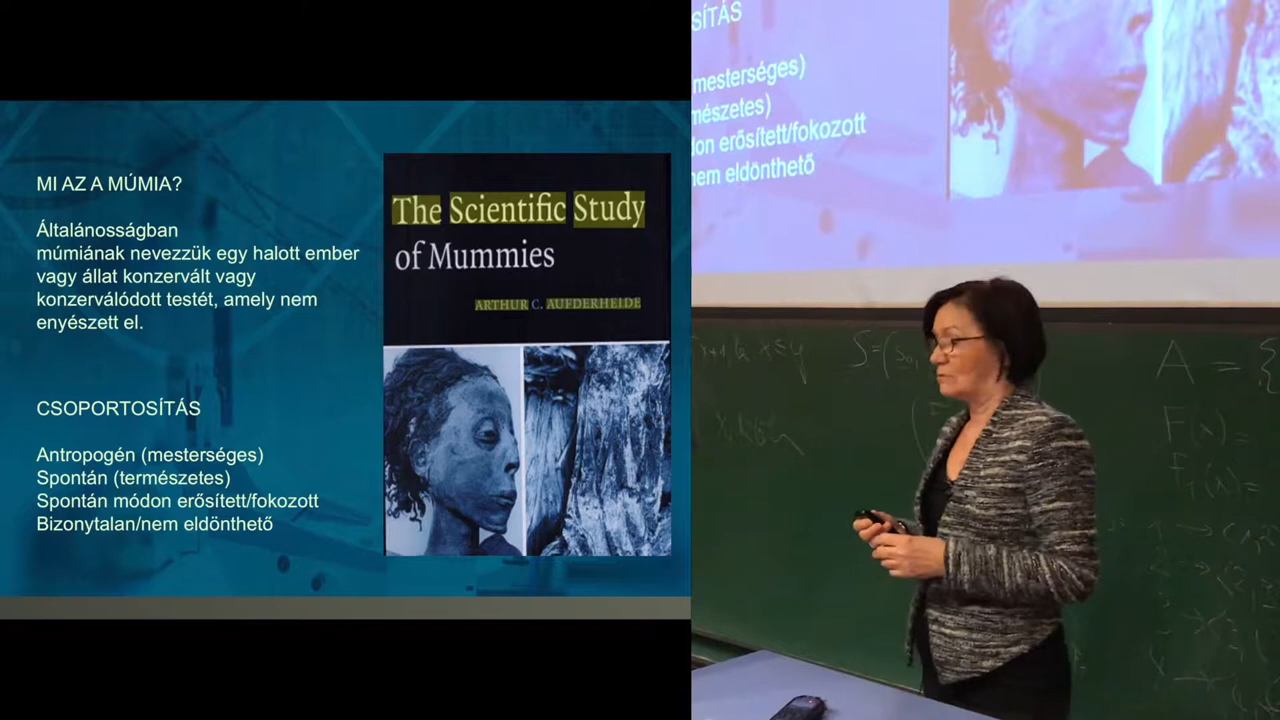 MI AZ A MÚMIA?
Általánosságban
múmiának nevezzük egy halott ember
vagy állat konzervált vagy
konzerválódott testét, amely nem
enyészett el.
CSOPORTOSÍTÁS
Antropogén (mesterséges)
Spontán (természetes)
Spontán módon erősített/fokozott
Bizonytalan/nem eldönthető
The Scientific Study
of Mummies
ARTHUR C. AUFDERHEIDE
SÍTÁS
mesterséges)
mészetes)
don erősített/fokozott
nem eldönthető
A = {
F(λ) =